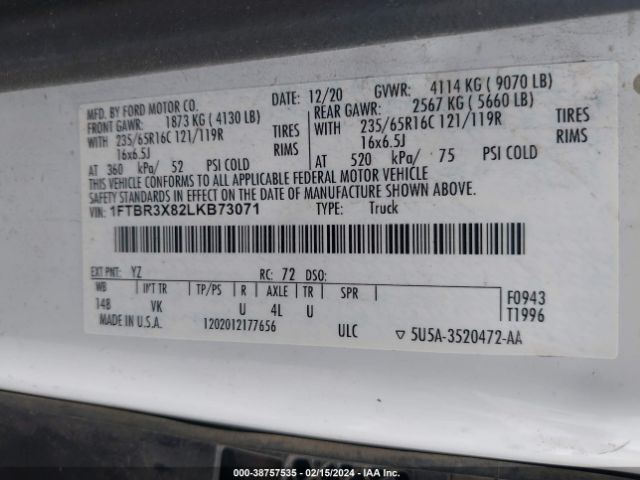 MFD. BY FORD MOTOR CO. DATE: 12/20 GVWR: 4114 KG ( 9070 LB)
FRONT GAWR: 1873 KG ( 4130 LB) REAR GAWR: 2567 KG ( 5660 LB)
WITH 235/65R16C 121/119R TIRES WITH 235/65R16C 121/119R TIRES
16x6.5J RIMS 16x6.5J RIMS
AT 360 kPa/ 52 PSI COLD AT 520 kPa/ 75 PSI COLD
THIS VEHICLE CONFORMS TO ALL APPLICABLE FEDERAL MOTOR VEHICLE
SAFETY STANDARDS IN EFFECT ON THE DATE OF MANUFACTURE SHOWN ABOVE.
VIN: 1FTBR3X82LKB73071 TYPE: Truck
EXT PNT: YZ RC: 72 DSO:
WB INT TR TP/PS R AXLE TR SPR F0943
148 VK U 4L U T1996
MADE IN U.S.A. 1202012177656 ULC ▽ 5U5A-3520472-AA
000-38757535 - 02/15/2024 - IAA Inc.